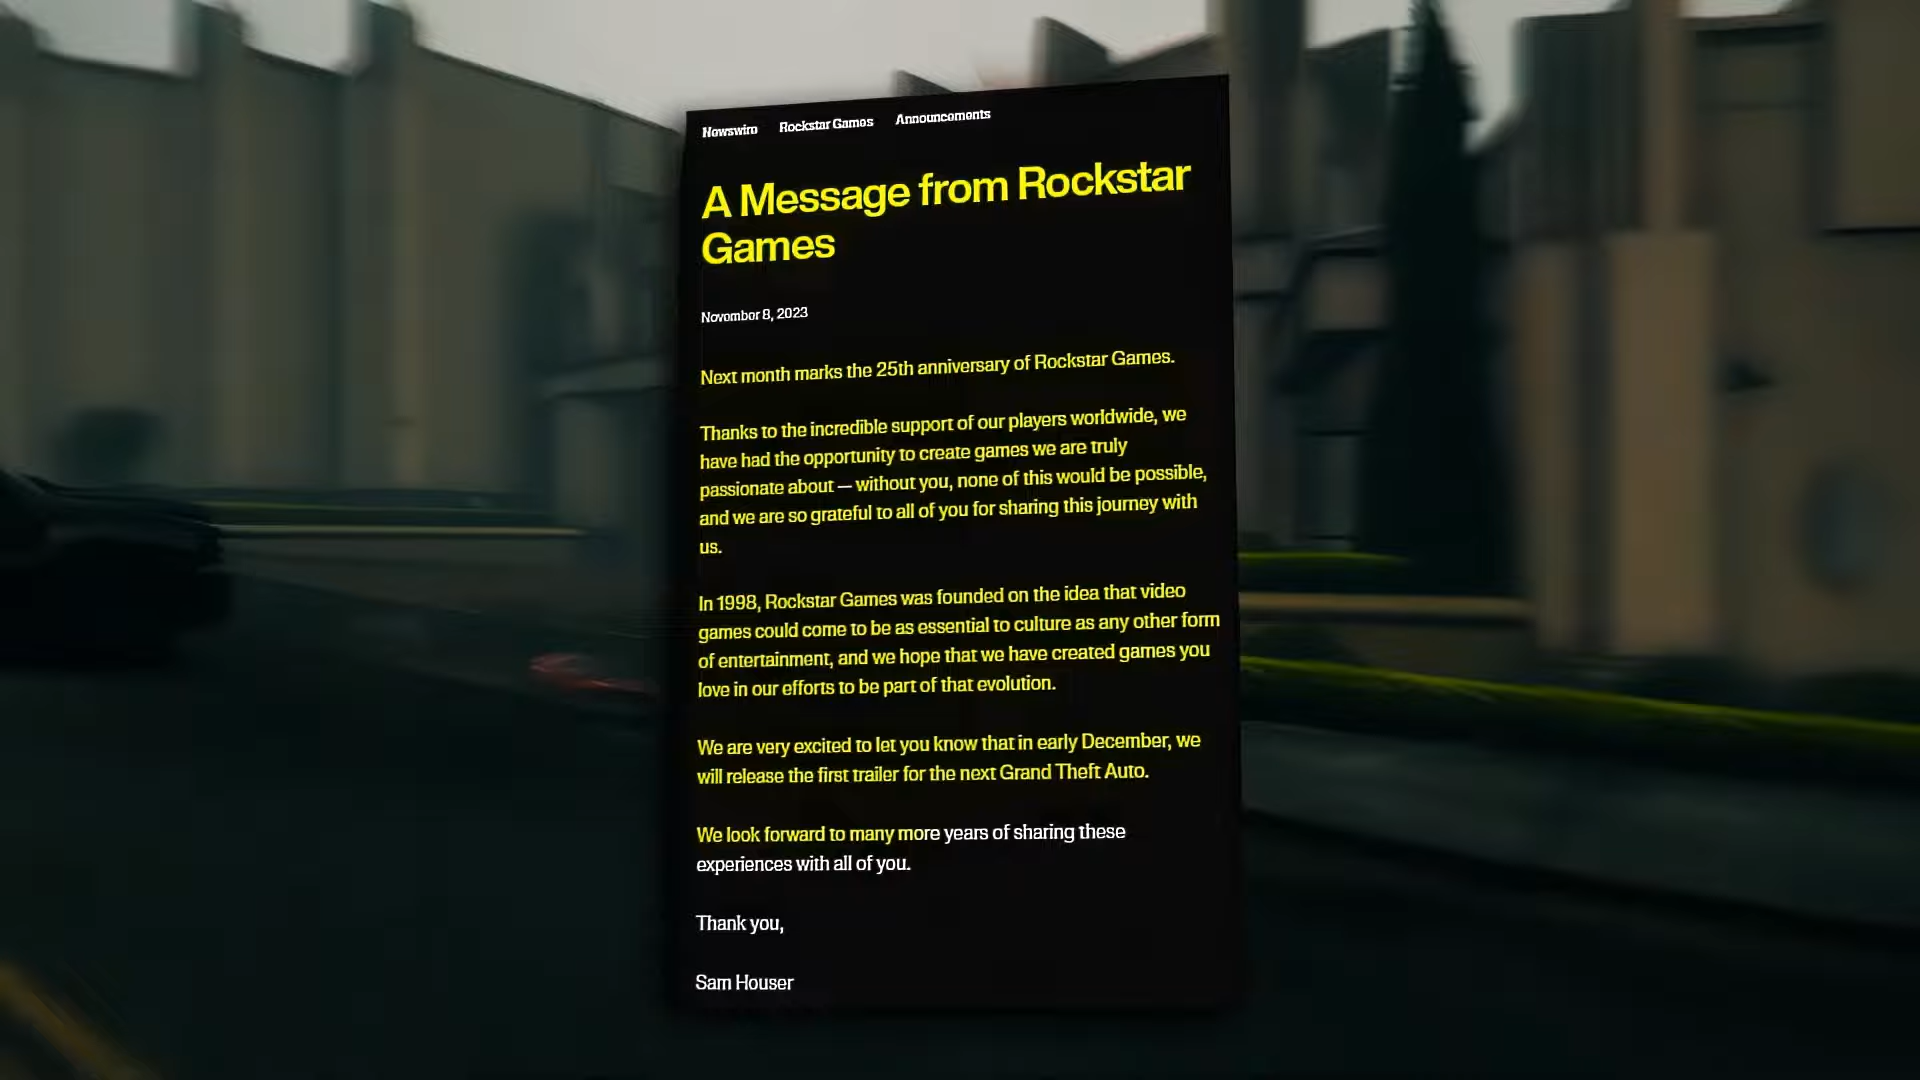 Newswire Rockstar Games Announcements
A Message from Rockstar
Games
November 8, 2023
Next month marks the 25th anniversary of Rockstar Games.
Thanks to the incredible support of our players worldwide, we
have had the opportunity to create games we are truly
passionate about — without you, none of this would be possible,
and we are so grateful to all of you for sharing this journey with
us.
In 1998, Rockstar Games was founded on the idea that video
games could come to be as essential to culture as any other form
of entertainment, and we hope that we have created games you
love in our efforts to be part of that evolution.
We are very excited to let you know that in early December, we
will release the first trailer for the next Grand Theft Auto.
We look forward to many more years of sharing these
experiences with all of you.
Thank you,
Sam Houser